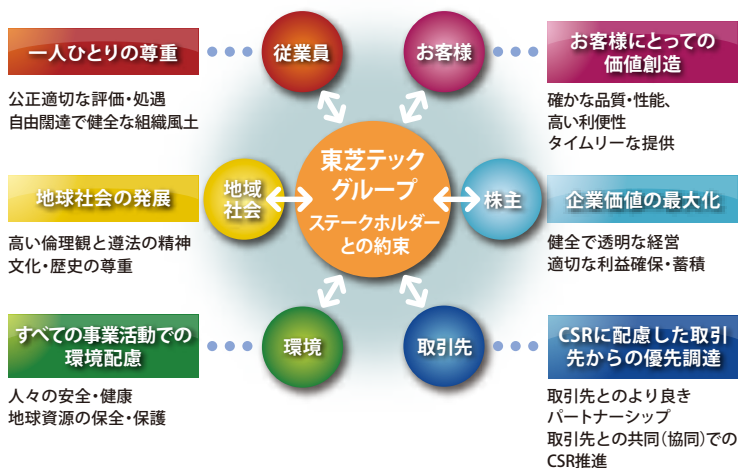 一人ひとりの尊重
公正適切な評価・処遇
自由闊達で健全な組織風土
従業員
お客様
お客様にとっての
価値創造
確かな品質・性能、
高い利便性
タイムリーな提供
地球社会の発展
高い倫理観と遵法の精神
文化・歴史の尊重
地域
社会
東芝テック
グループ
ステークホルダー
との約束
株主
企業価値の最大化
健全で透明な経営
適切な利益確保・蓄積
すべての事業活動での
環境配慮
人々の安全・健康
地球資源の保全・保護
環境
取引先
CSRに配慮した取引
先からの優先調達
取引先とのより良き
パートナーシップ
取引先との共同(協同)での
CSR推進